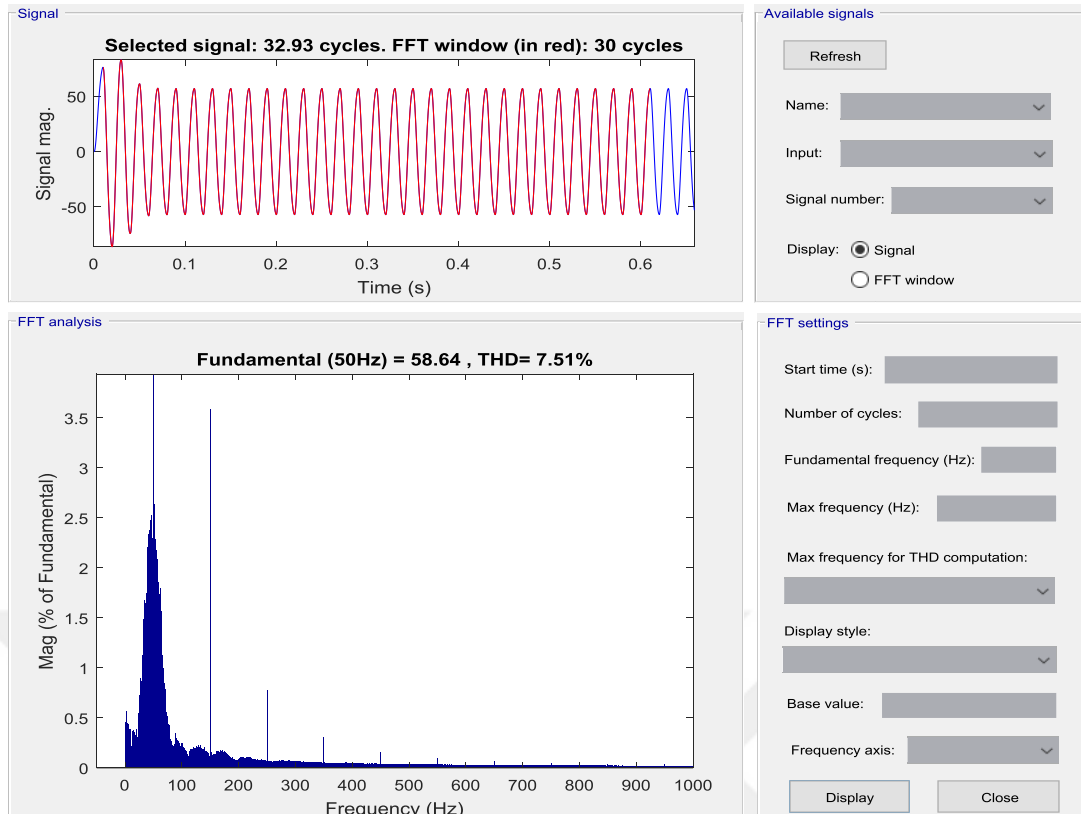 Signal
Selected signal: 32.93 cycles. FFT window (in red): 30 cycles
Signal mag.
50
0
-50
0 0.1 0.2 0.3 0.4 0.5 0.6
Time (s)
FFT analysis
Fundamental (50Hz) = 58.64 , THD= 7.51%
Mag (% of Fundamental)
3.5
3
2.5
2
1.5
1
0.5
0
0 100 200 300 400 500 600 700 800 900 1000
Frequency (Hz)
Available signals
Refresh
Name:
Input:
Signal number:
Display: Signal
FFT window
FFT settings
Start time (s):
Number of cycles:
Fundamental frequency (Hz):
Max frequency (Hz):
Max frequency for THD computation:
Display style:
Base value:
Frequency axis:
Display Close